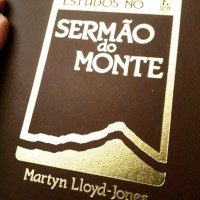 ESTUDOS NO
SERMÃO
do
MONTE
Martyn Lloyd-Jones